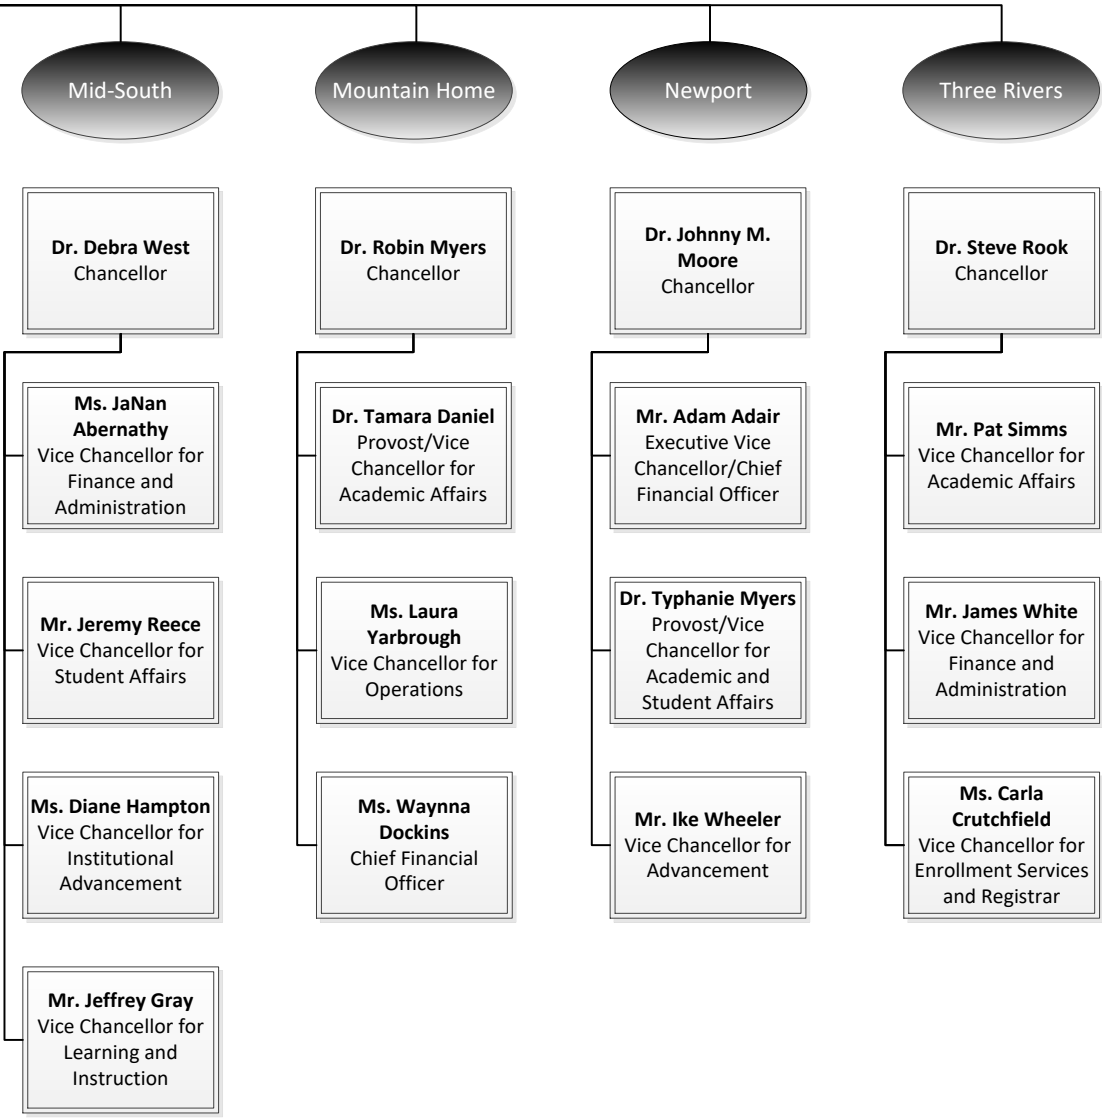 Mid-South
Mountain Home
Newport
Three Rivers
Dr. Debra West
Chancellor
Dr. Robin Myers
Chancellor
Dr. Johnny M.
Moore
Chancellor
Dr. Steve Rook
Chancellor
Ms. JaNan
Abernathy
Vice Chancellor for
Finance and
Administration
Dr. Tamara Daniel
Provost/Vice
Chancellor for
Academic Affairs
Mr. Adam Adair
Executive Vice
Chancellor/Chief
Financial Officer
Mr. Pat Simms
Vice Chancellor for
Academic Affairs
Mr. Jeremy Reece
Vice Chancellor for
Student Affairs
Ms. Laura
Yarbrough
Vice Chancellor for
Operations
Dr. Typhanie Myers
Provost/Vice
Chancellor for
Academic and
Student Affairs
Mr. James White
Vice Chancellor for
Finance and
Administration
Ms. Diane Hampton
Vice Chancellor for
Institutional
Advancement
Ms. Waynna
Dockins
Chief Financial
Officer
Mr. Ike Wheeler
Vice Chancellor for
Advancement
Ms. Carla
Crutchfield
Vice Chancellor for
Enrollment Services
and Registrar
Mr. Jeffrey Gray
Vice Chancellor for
Learning and
Instruction